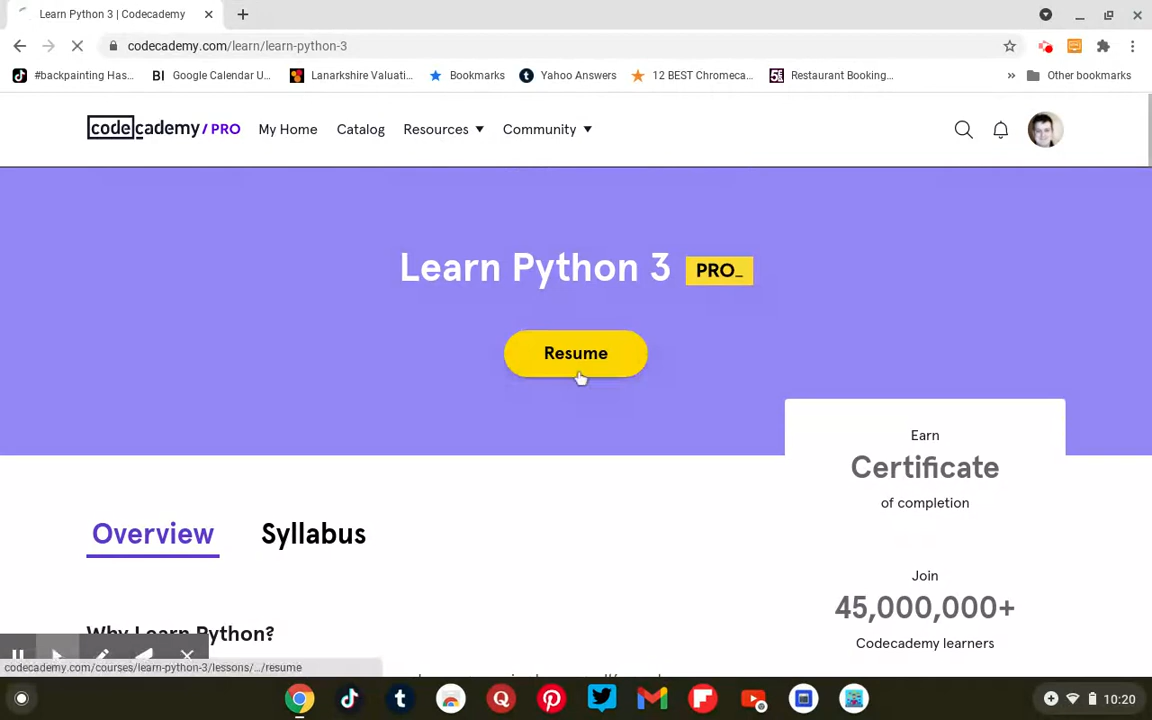 Learn Python 3 | Codecademy
codecademy.com/learn/learn-python-3
#backpainting Has...
BI Google Calendar U...
Lanarkshire Valuati...
Bookmarks
Yahoo Answers
12 BEST Chromeca...
Restaurant Booking...
»
Other bookmarks
codecademy / PRO
My Home
Catalog
Resources
Community
Learn Python 3 PRO_
Resume
Earn
Certificate
of completion
Overview
Syllabus
Join
45,000,000+
Codecademy learners
Why Learn Python?
codecademy.com/courses/learn-python-3/lessons/.../resume
10:20